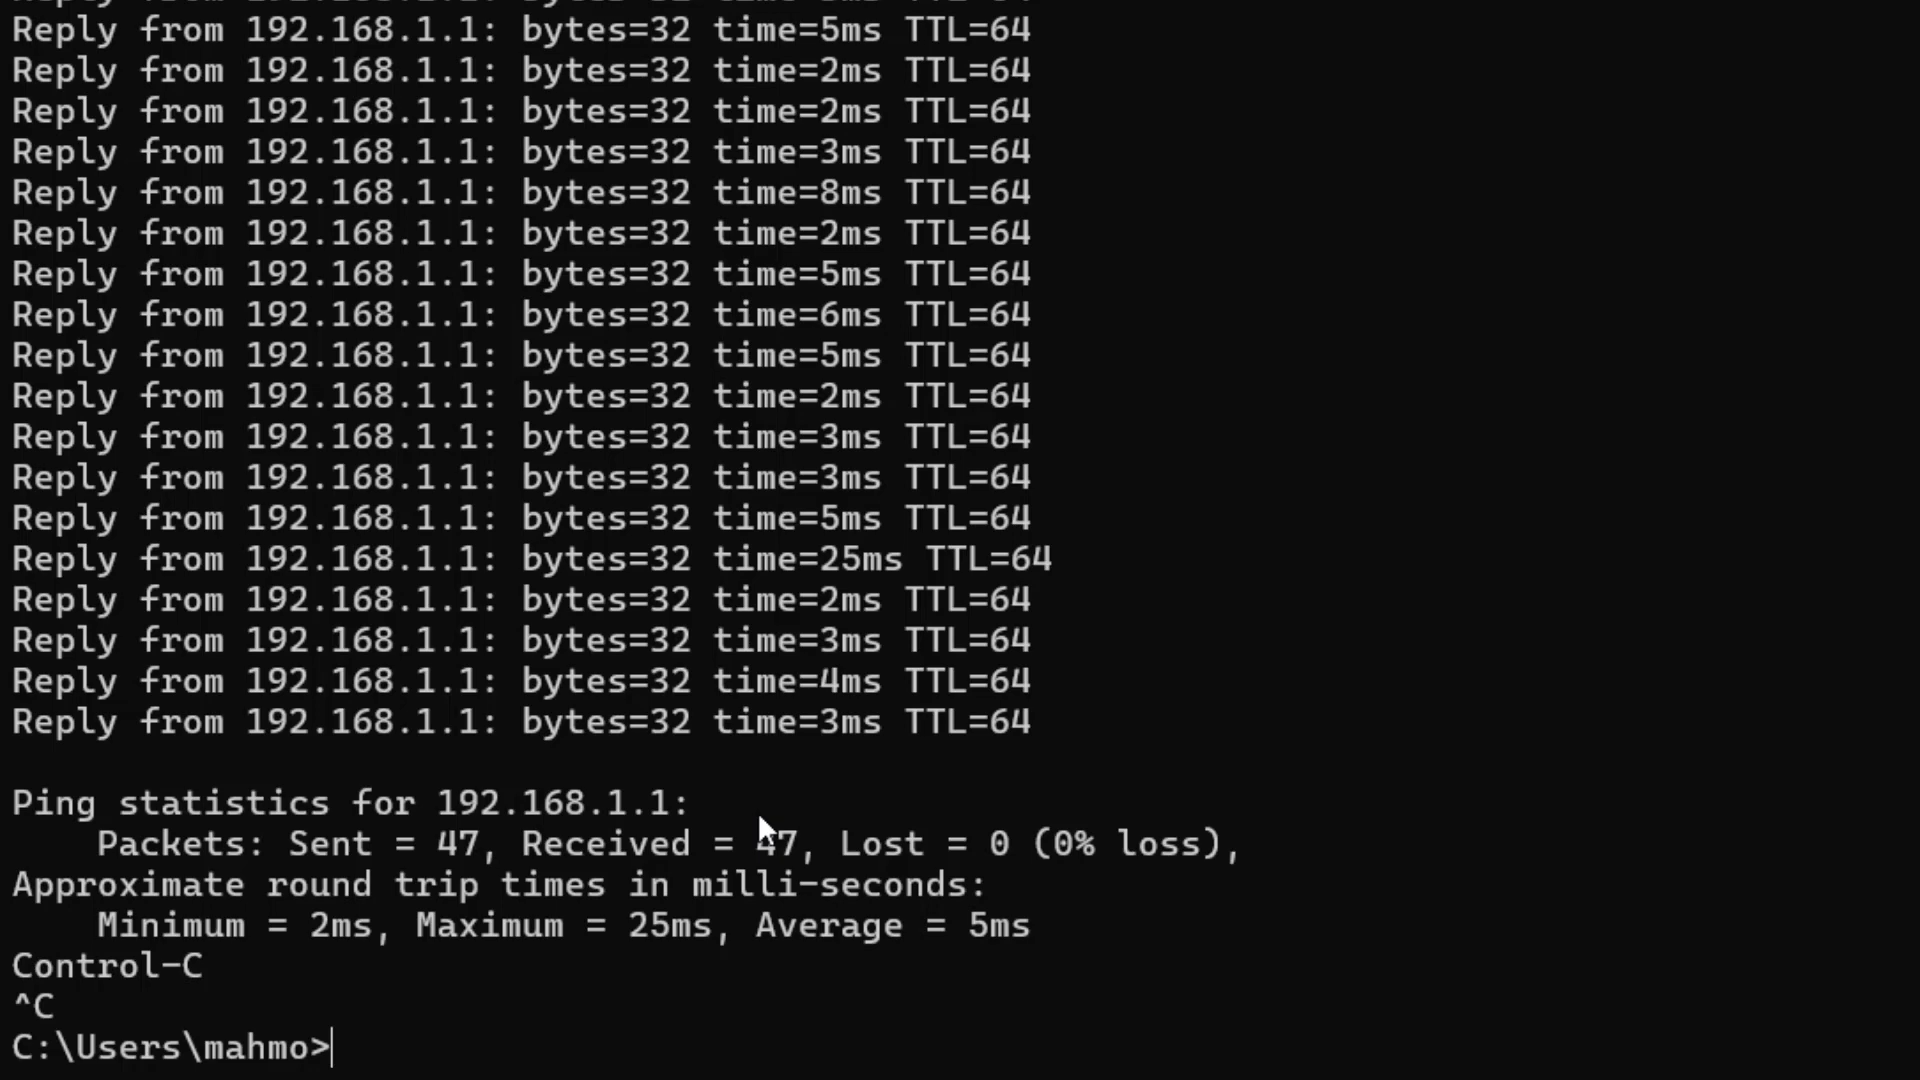 Reply from 192.168.1.1: bytes=32 time=5ms TTL=64
Reply from 192.168.1.1: bytes=32 time=2ms TTL=64
Reply from 192.168.1.1: bytes=32 time=2ms TTL=64
Reply from 192.168.1.1: bytes=32 time=3ms TTL=64
Reply from 192.168.1.1: bytes=32 time=8ms TTL=64
Reply from 192.168.1.1: bytes=32 time=2ms TTL=64
Reply from 192.168.1.1: bytes=32 time=5ms TTL=64
Reply from 192.168.1.1: bytes=32 time=6ms TTL=64
Reply from 192.168.1.1: bytes=32 time=5ms TTL=64
Reply from 192.168.1.1: bytes=32 time=2ms TTL=64
Reply from 192.168.1.1: bytes=32 time=3ms TTL=64
Reply from 192.168.1.1: bytes=32 time=3ms TTL=64
Reply from 192.168.1.1: bytes=32 time=5ms TTL=64
Reply from 192.168.1.1: bytes=32 time=25ms TTL=64
Reply from 192.168.1.1: bytes=32 time=2ms TTL=64
Reply from 192.168.1.1: bytes=32 time=3ms TTL=64
Reply from 192.168.1.1: bytes=32 time=4ms TTL=64
Reply from 192.168.1.1: bytes=32 time=3ms TTL=64
Ping statistics for 192.168.1.1:
Packets: Sent = 47, Received = 47, Lost = 0 (0% loss),
Approximate round trip times in milli-seconds:
Minimum = 2ms, Maximum = 25ms, Average = 5ms
Control-C
^C
C:\Users\mahmo>